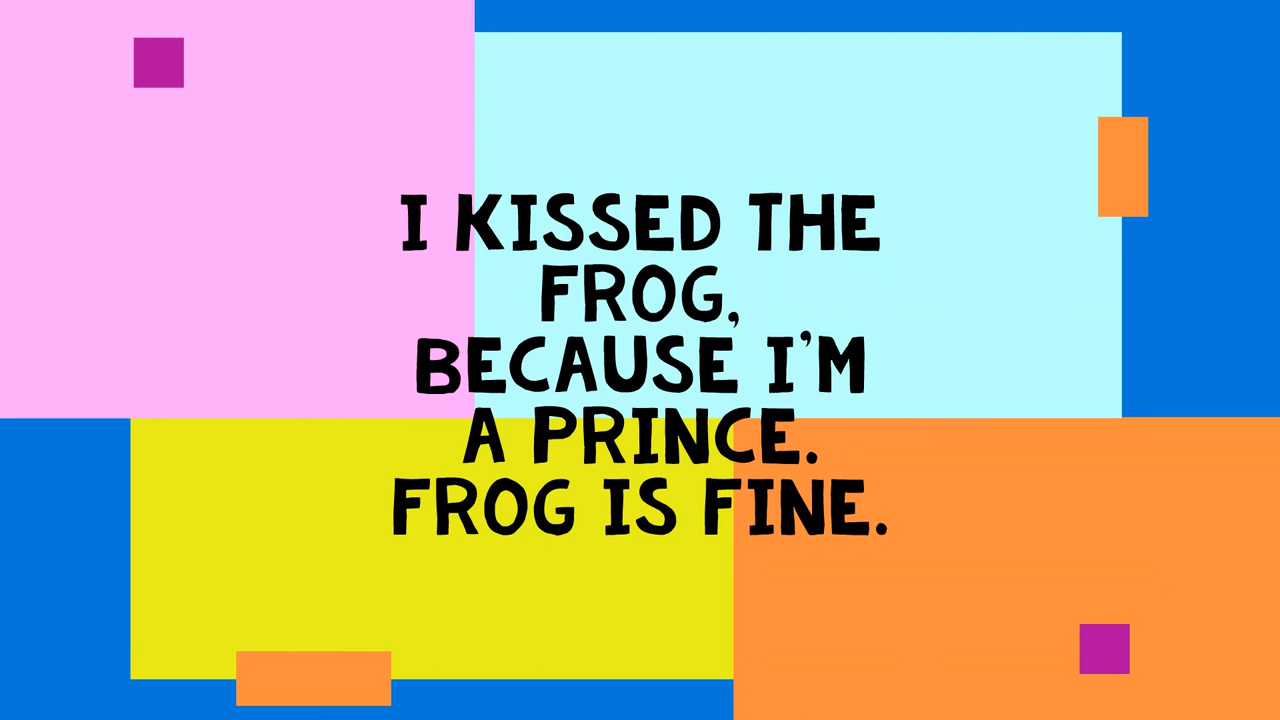 I KISSED THE
FROG,
BECAUSE I'M
A PRINCE.
FROG IS FINE.